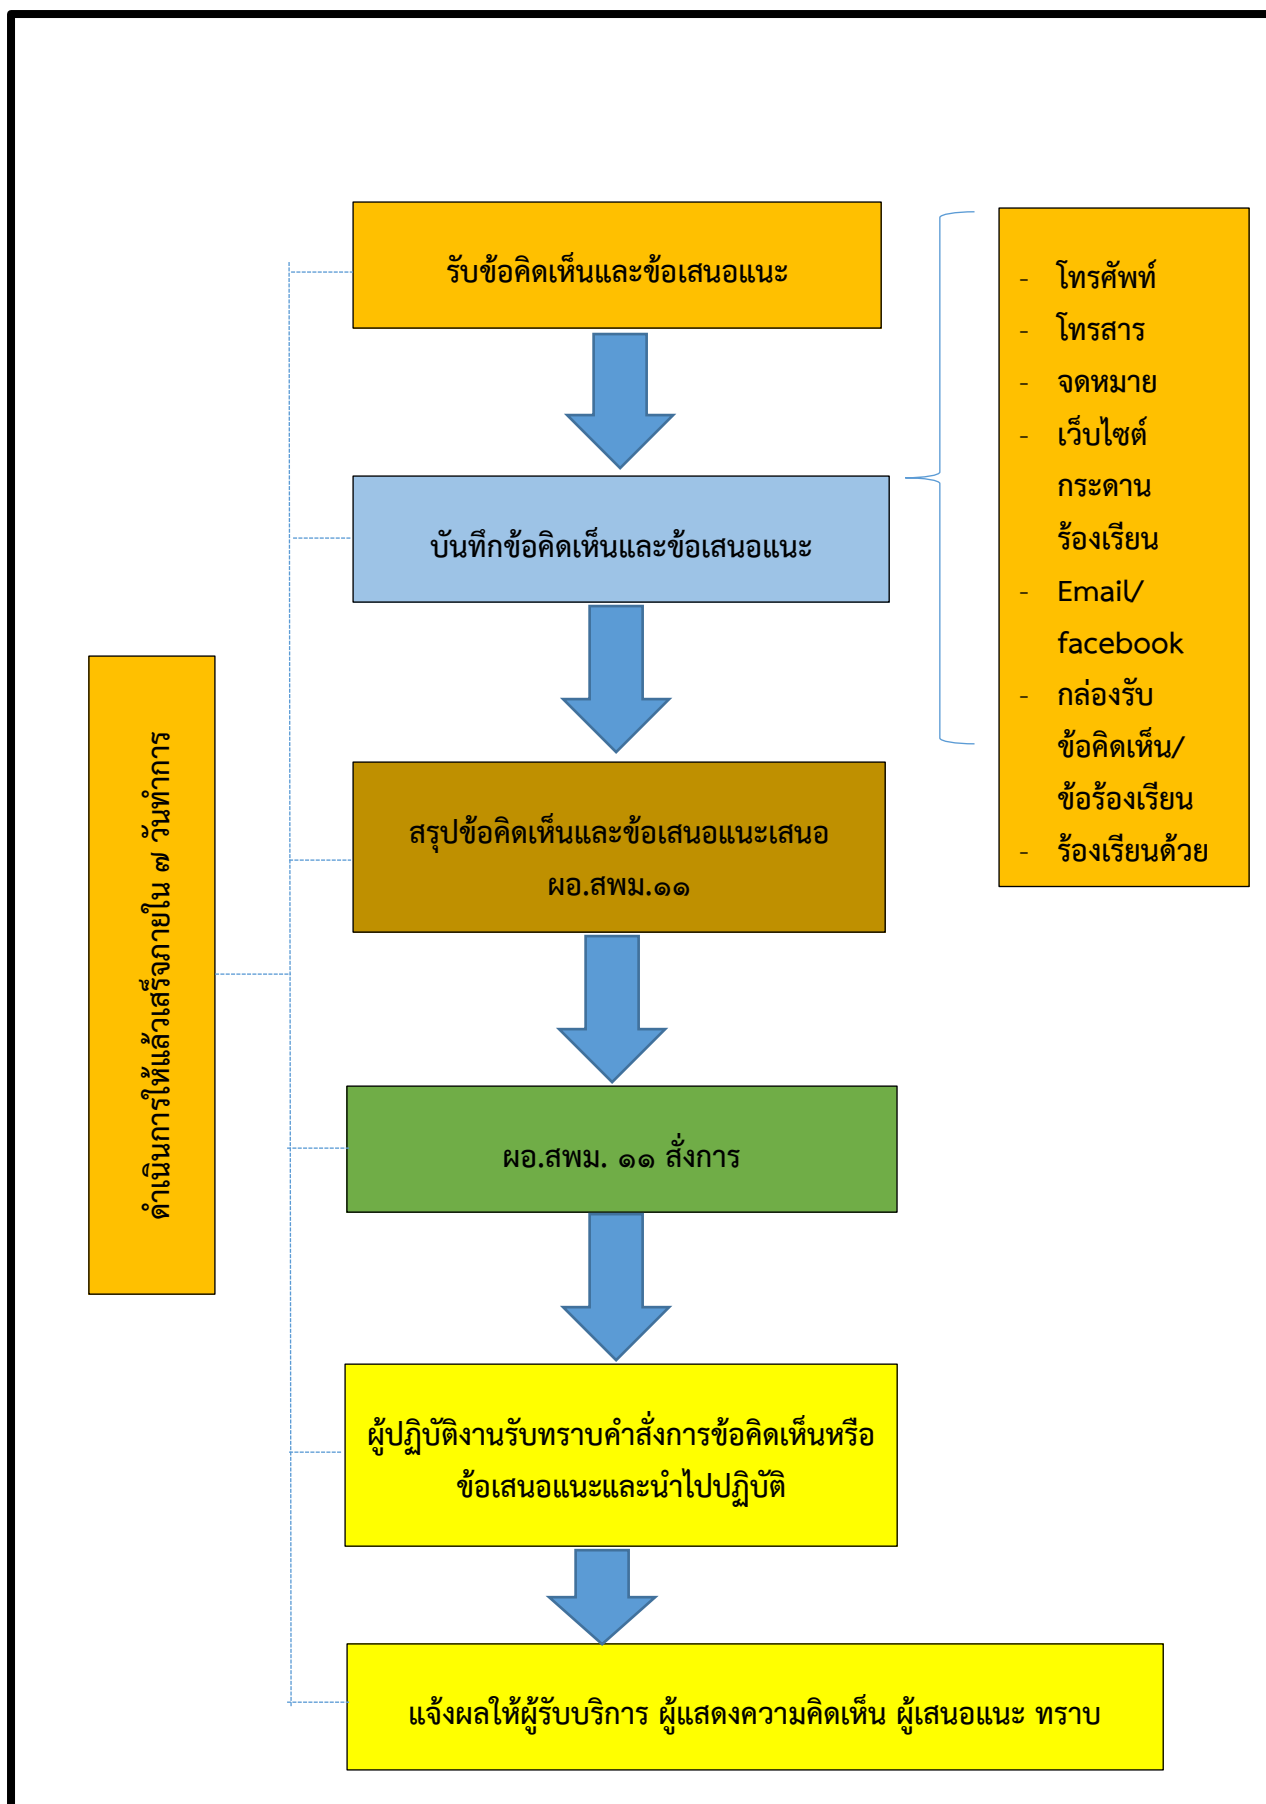 รับข้อคิดเห็นและข้อเสนอแนะ
- โทรศัพท์
- โทรสาร
- จดหมาย
- เว็บไซต์
กระดาน
ร้องเรียน
- Email/
facebook
- กล่องรับ
ข้อคิดเห็น/
ข้อร้องเรียน
- ร้องเรียนด้วย
บันทึกข้อคิดเห็นและข้อเสนอแนะ
สรุปข้อคิดเห็นและข้อเสนอแนะเสนอ
ผอ.สพม.๑๑
ดำเนินการให้แล้วเสร็จภายใน ๗ วันทำการ
ผอ.สพม. ๑๑ สั่งการ
ผู้ปฏิบัติงานรับทราบคำสั่งการข้อคิดเห็นหรือ
ข้อเสนอแนะและนำไปปฏิบัติ
แจ้งผลให้ผู้รับบริการ ผู้แสดงความคิดเห็น ผู้เสนอแนะ ทราบ